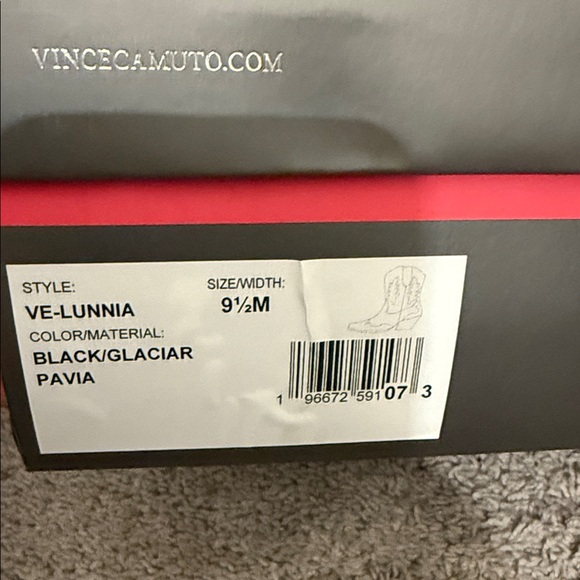 VINCECAMUTO.COM
STYLE:
VE-LUNNIA
SIZE/WIDTH:
9½M
COLOR/MATERIAL:
BLACK/GLACIAR
PAVIA
1 96672 59107 3